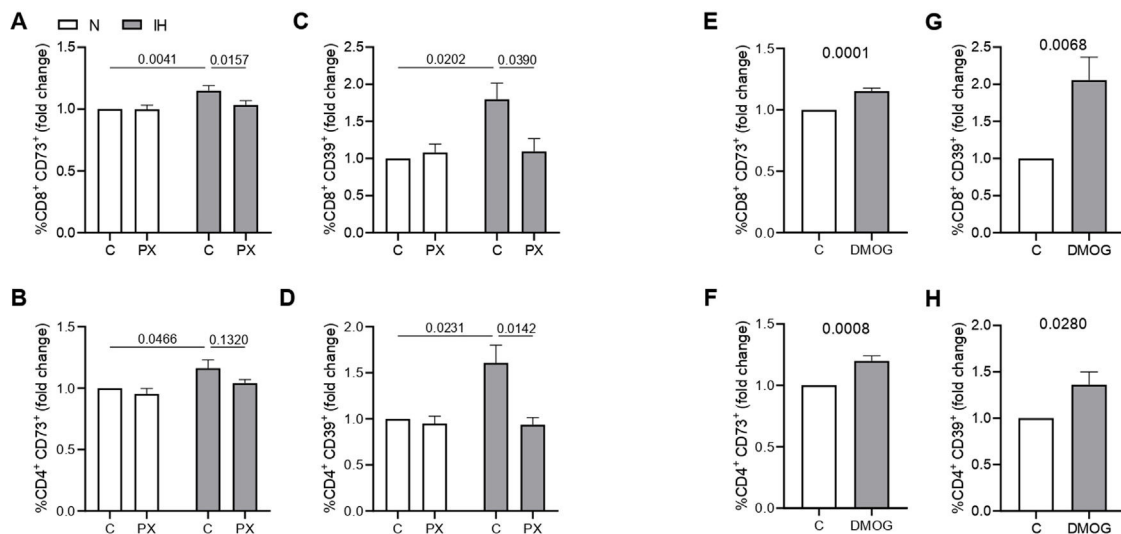 N IH
A
%CD8⁺ CD73⁺ (fold change)
1.5
1.0
0.5
0.0
0.0041 0.0157
C PX C PX
C
%CD8⁺ CD39⁺ (fold change)
2.5
2.0
1.5
1.0
0.5
0.0
0.0202 0.0390
C PX C PX
E
%CD8⁺ CD73⁺ (fold change)
1.5
1.0
0.5
0.0
0.0001
C DMOG
G
%CD8⁺ CD39⁺ (fold change)
2.5
2.0
1.5
1.0
0.5
0.0
0.0068
C DMOG
B
%CD4⁺ CD73⁺ (fold change)
1.5
1.0
0.5
0.0
0.0466 0.1320
C PX C PX
D
%CD4⁺ CD39⁺ (fold change)
2.0
1.5
1.0
0.5
0.0
0.0231 0.0142
C PX C PX
F
%CD4⁺ CD73⁺ (fold change)
1.5
1.0
0.5
0.0
0.0008
C DMOG
H
%CD4⁺ CD39⁺ (fold change)
2.0
1.5
1.0
0.5
0.0
0.0280
C DMOG